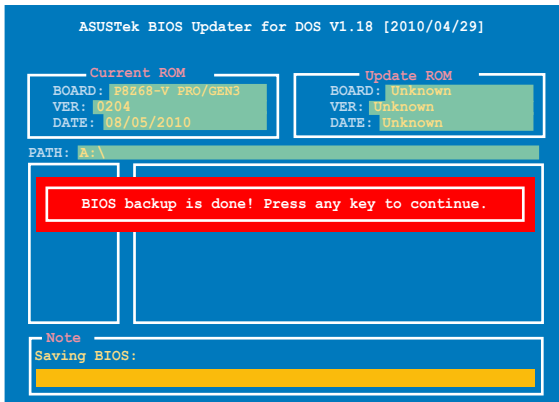 ASUSTek BIOS Updater for DOS V1.18 [2010/04/29]
Current ROM
BOARD: P8Z68-V PRO/GEN3
VER: 0204
DATE: 08/05/2010
Update ROM
BOARD: Unknown
VER: Unknown
DATE: Unknown
PATH: A:\
BIOS backup is done! Press any key to continue.
Note
Saving BIOS: